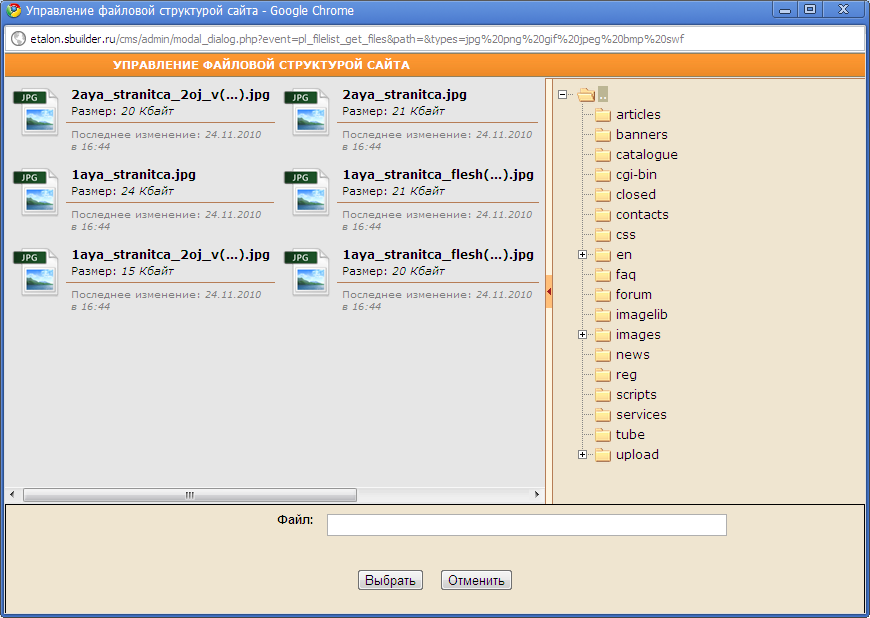 Управление файловой структурой сайта - Google Chrome
etalon.sbuilder.ru/cms/admin/modal_dialog.php?event=pl_filelist_get_files&path=&types=jpg%20png%20gif%20jpeg%20bmp%20swf
УПРАВЛЕНИЕ ФАЙЛОВОЙ СТРУКТУРОЙ САЙТА
JPG
2aya_stranitca_2oj_v(...).jpg
Размер: 20 Кбайт
Последнее изменение: 24.11.2010
в 16:44
JPG
2aya_stranitca.jpg
Размер: 21 Кбайт
Последнее изменение: 24.11.2010
в 16:44
JPG
1aya_stranitca.jpg
Размер: 24 Кбайт
Последнее изменение: 24.11.2010
в 16:44
JPG
1aya_stranitca_flesh(...).jpg
Размер: 21 Кбайт
Последнее изменение: 24.11.2010
в 16:44
JPG
1aya_stranitca_2oj_v(...).jpg
Размер: 15 Кбайт
Последнее изменение: 24.11.2010
в 16:44
JPG
1aya_stranitca_flesh(...).jpg
Размер: 20 Кбайт
Последнее изменение: 24.11.2010
в 16:44
..
articles
banners
catalogue
cgi-bin
closed
contacts
css
en
faq
forum
imagelib
images
news
reg
scripts
services
tube
upload
Файл:
Выбрать
Отменить